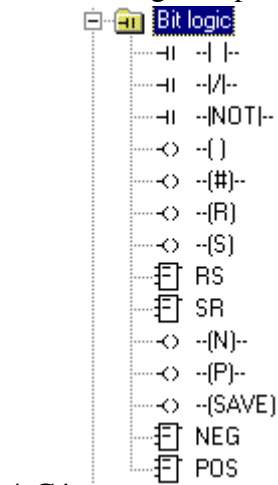 Bit logic
--| |--
--|/|--
--|NOT|--
--( )
--(#)--
--(R)
--(S)
RS
SR
--(N)--
--(P)--
--(SAVE)
NEG
POS